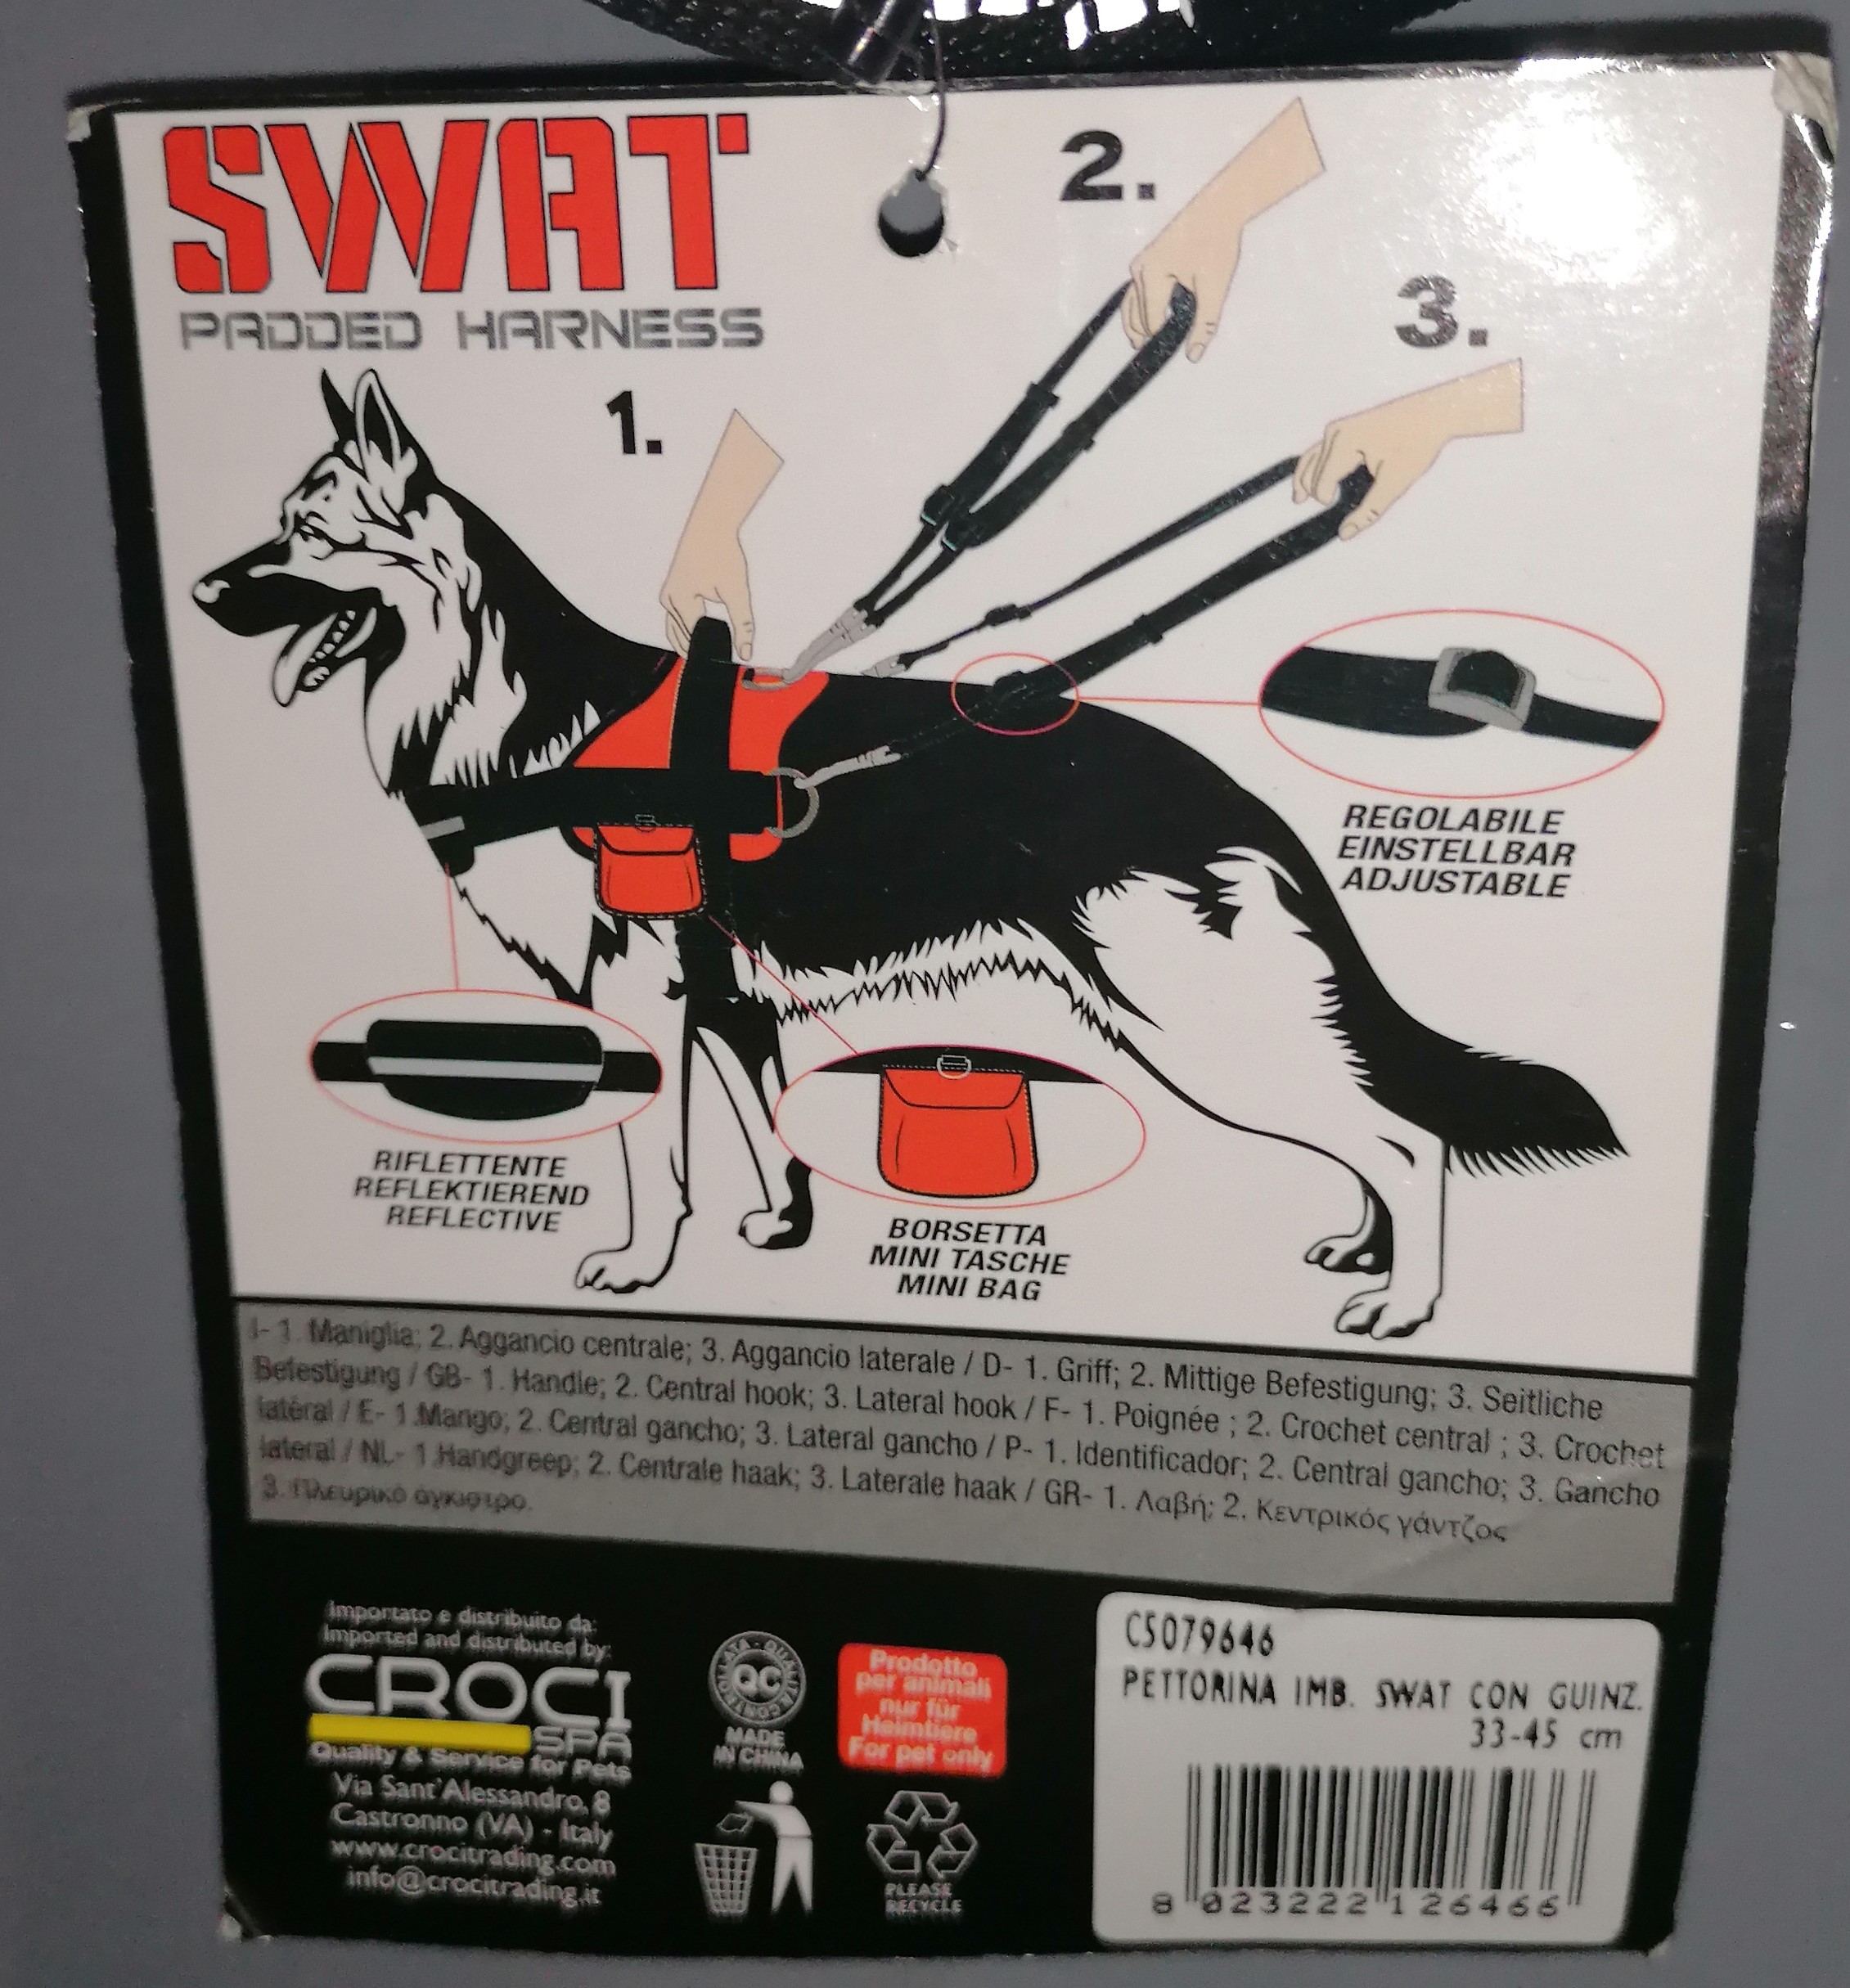 SWAT
PADDED HARNESS
1.
2.
3.
REGOLABILE
EINSTELLBAR
ADJUSTABLE
RIFLETTENTE
REFLEKTIEREND
REFLECTIVE
BORSETTA
MINI TASCHE
MINI BAG
I- 1. Maniglia; 2. Aggancio centrale; 3. Aggancio laterale / D- 1. Griff; 2. Mittige Befestigung; 3. Seitliche
Befestigung / GB- 1. Handle; 2. Central hook; 3. Lateral hook / F- 1. Poignée ; 2. Crochet central ; 3. Crochet
latéral / E- 1.Mango; 2. Central gancho; 3. Lateral gancho / P- 1. Identificador; 2. Central gancho; 3. Gancho
lateral / NL- 1.Handgreep; 2. Centrale haak; 3. Laterale haak / GR- 1. Λαβή; 2. Κεντρικός γάντζος
3. Πλευρικό άγκιστρο.
Importato e distribuito da:
Imported and distributed by:
CROCI
SPA
Quality & Service for Pets
Via Sant'Alessandro, 8
Castronno (VA) - Italy
www.crocitrading.com
info@crocitrading.it
QUALITÀ CONTROLLATA
QC
MADE
IN CHINA
Prodotto
per animali
nur für
Heimtiere
For pet only
PLEASE
RECYCLE
C5079646
PETTORINA IMB. SWAT CON GUINZ.
33-45 cm
8 023222 126466